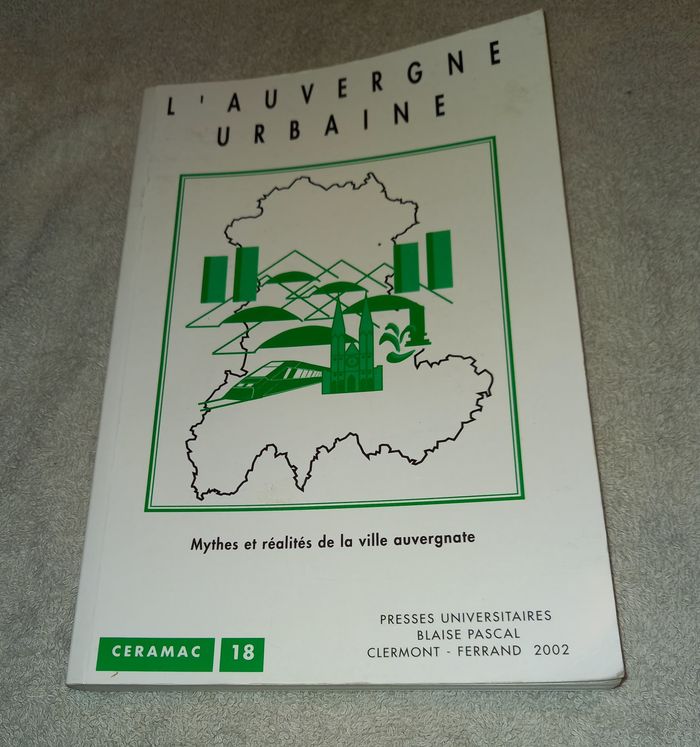 L'AUVERGNE
URBAINE
Mythes et réalités de la ville auvergnate
PRESSES UNIVERSITAIRES
BLAISE PASCAL
CLERMONT - FERRAND 2002
CERAMAC 18